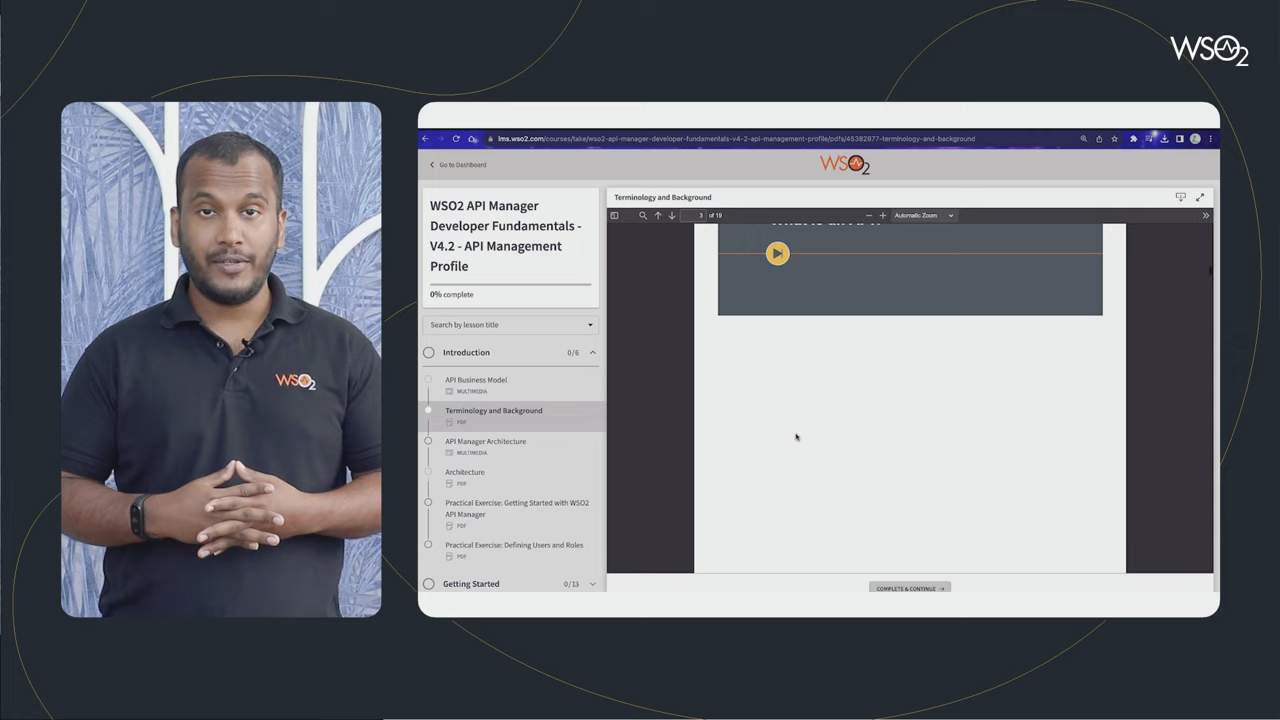 WSO2
WSO2
lms.wso2.com/courses/take/wso2-api-manager-developer-fundamentals-v4-2-api-management-profile/pdfs/45382877-terminology-and-background
Go to Dashboard
WSO2
WSO2 API Manager
Developer Fundamentals -
V4.2 - API Management
Profile
0% complete
Search by lesson title
Introduction 0/6
API Business Model
MULTIMEDIA
Terminology and Background
PDF
API Manager Architecture
MULTIMEDIA
Architecture
PDF
Practical Exercise: Getting Started with WSO2
API Manager
PDF
Practical Exercise: Defining Users and Roles
PDF
Getting Started 0/13
Terminology and Background
3 of 19
Automatic Zoom
COMPLETE & CONTINUE →